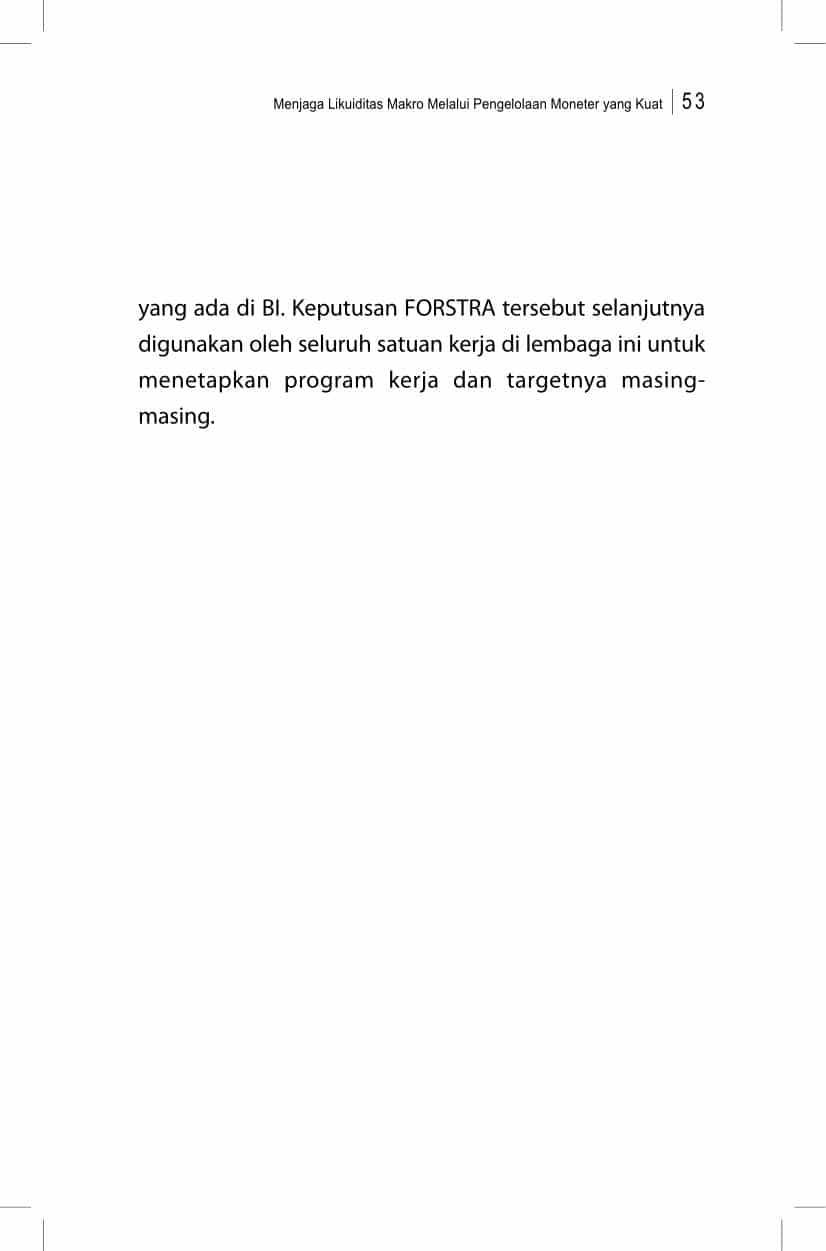 Menjaga Likuiditas Makro Melalui Pengelolaan Moneter yang Kuat 53
yang ada di BI. Keputusan FORSTRA tersebut selanjutnya
digunakan oleh seluruh satuan kerja di lembaga ini untuk
menetapkan program kerja dan targetnya masing-
masing.